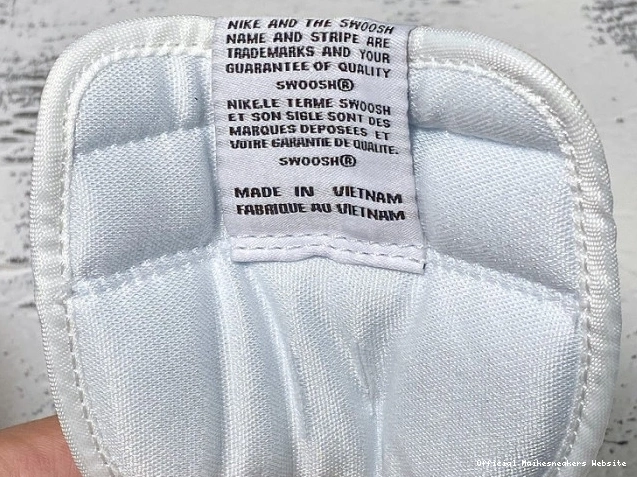 NIKE AND THE SWOOSH
NAME AND STRIPE ARE
TRADEMARKS AND YOUR
GUARANTEE OF QUALITY
SWOOSH®
NIKE.LE TERME SWOOSH
ET SON SIGLE SONT DES
MARQUES DEPOSEES ET
VOTRE GARANTIE DE QUALITE.
SWOOSH®
MADE IN VIETNAM
FABRIQUE AU VIETNAM
Officaal Maikesneakers Website